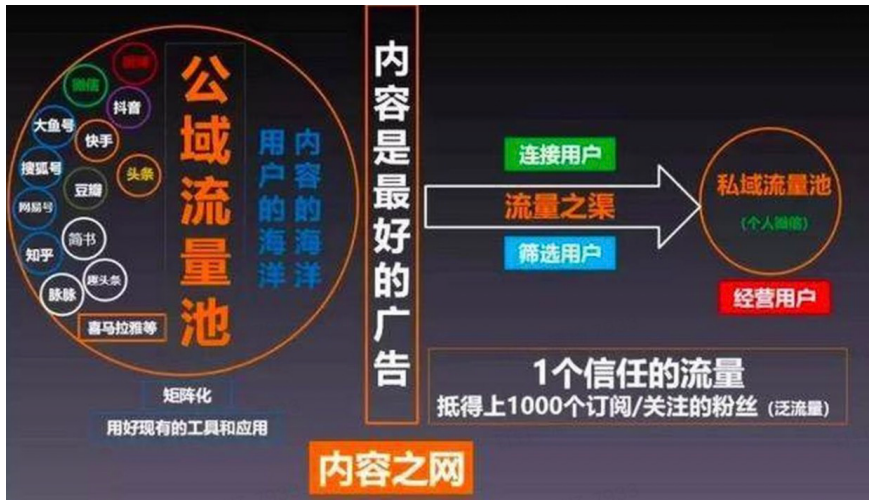 微博
微信
抖音
大鱼号
快手
搜狐号
头条
豆瓣
网易号
简书
知乎
趣头条
脉脉
喜马拉雅等
公域流量池
内容的海洋
用户的海洋
矩阵化
用好现有的工具和应用
内容是最好的广告
连接用户
流量之渠
筛选用户
私域流量池
(个人微信)
经营用户
1个信任的流量
抵得上1000个订阅/关注的粉丝(泛流量)
内容之网